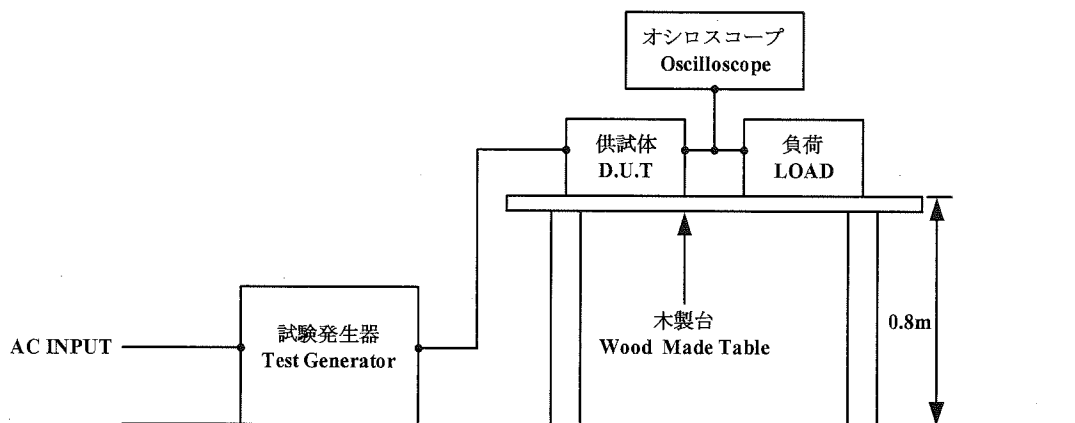 オシロスコープ
Oscilloscope
供試体
D.U.T
負荷
LOAD
試験発生器
Test Generator
AC INPUT
木製台
Wood Made Table
0.8m